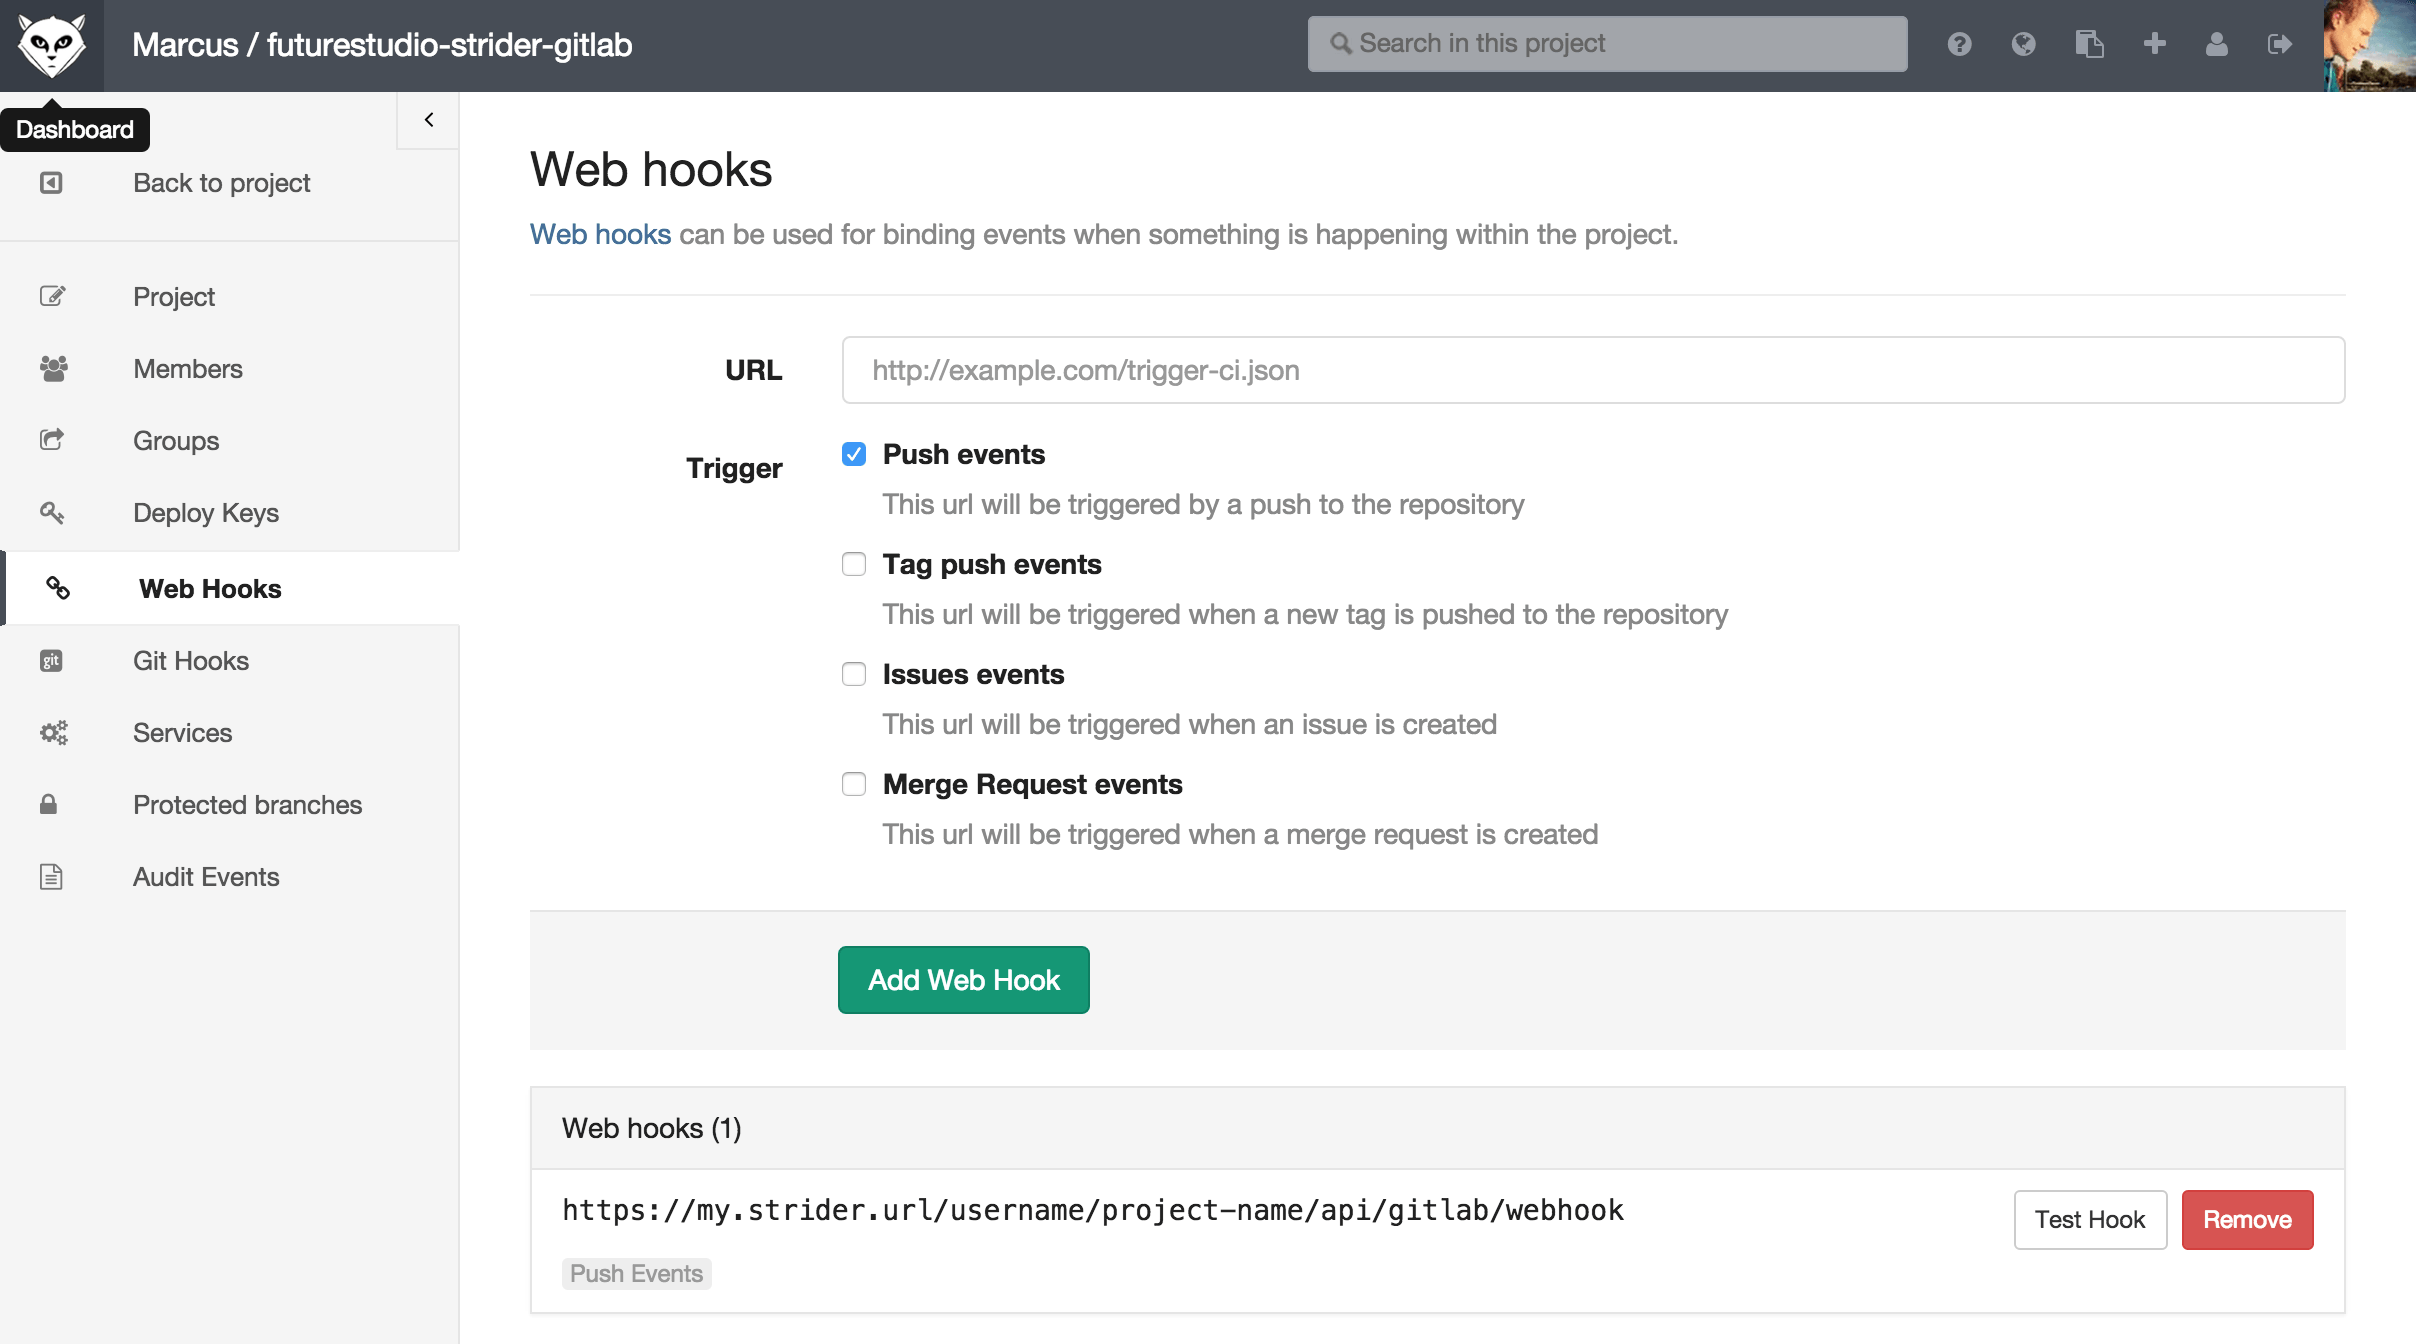 Marcus / futurestudio-strider-gitlab
Search in this project
Dashboard
Back to project
Project
Members
Groups
Deploy Keys
Web Hooks
git
Git Hooks
Services
Protected branches
Audit Events
Web hooks
Web hooks can be used for binding events when something is happening within the project.
URL
http://example.com/trigger-ci.json
Trigger
Push events
This url will be triggered by a push to the repository
Tag push events
This url will be triggered when a new tag is pushed to the repository
Issues events
This url will be triggered when an issue is created
Merge Request events
This url will be triggered when a merge request is created
Add Web Hook
Web hooks (1)
https://my.strider.url/username/project-name/api/gitlab/webhook
Test Hook
Remove
Push Events